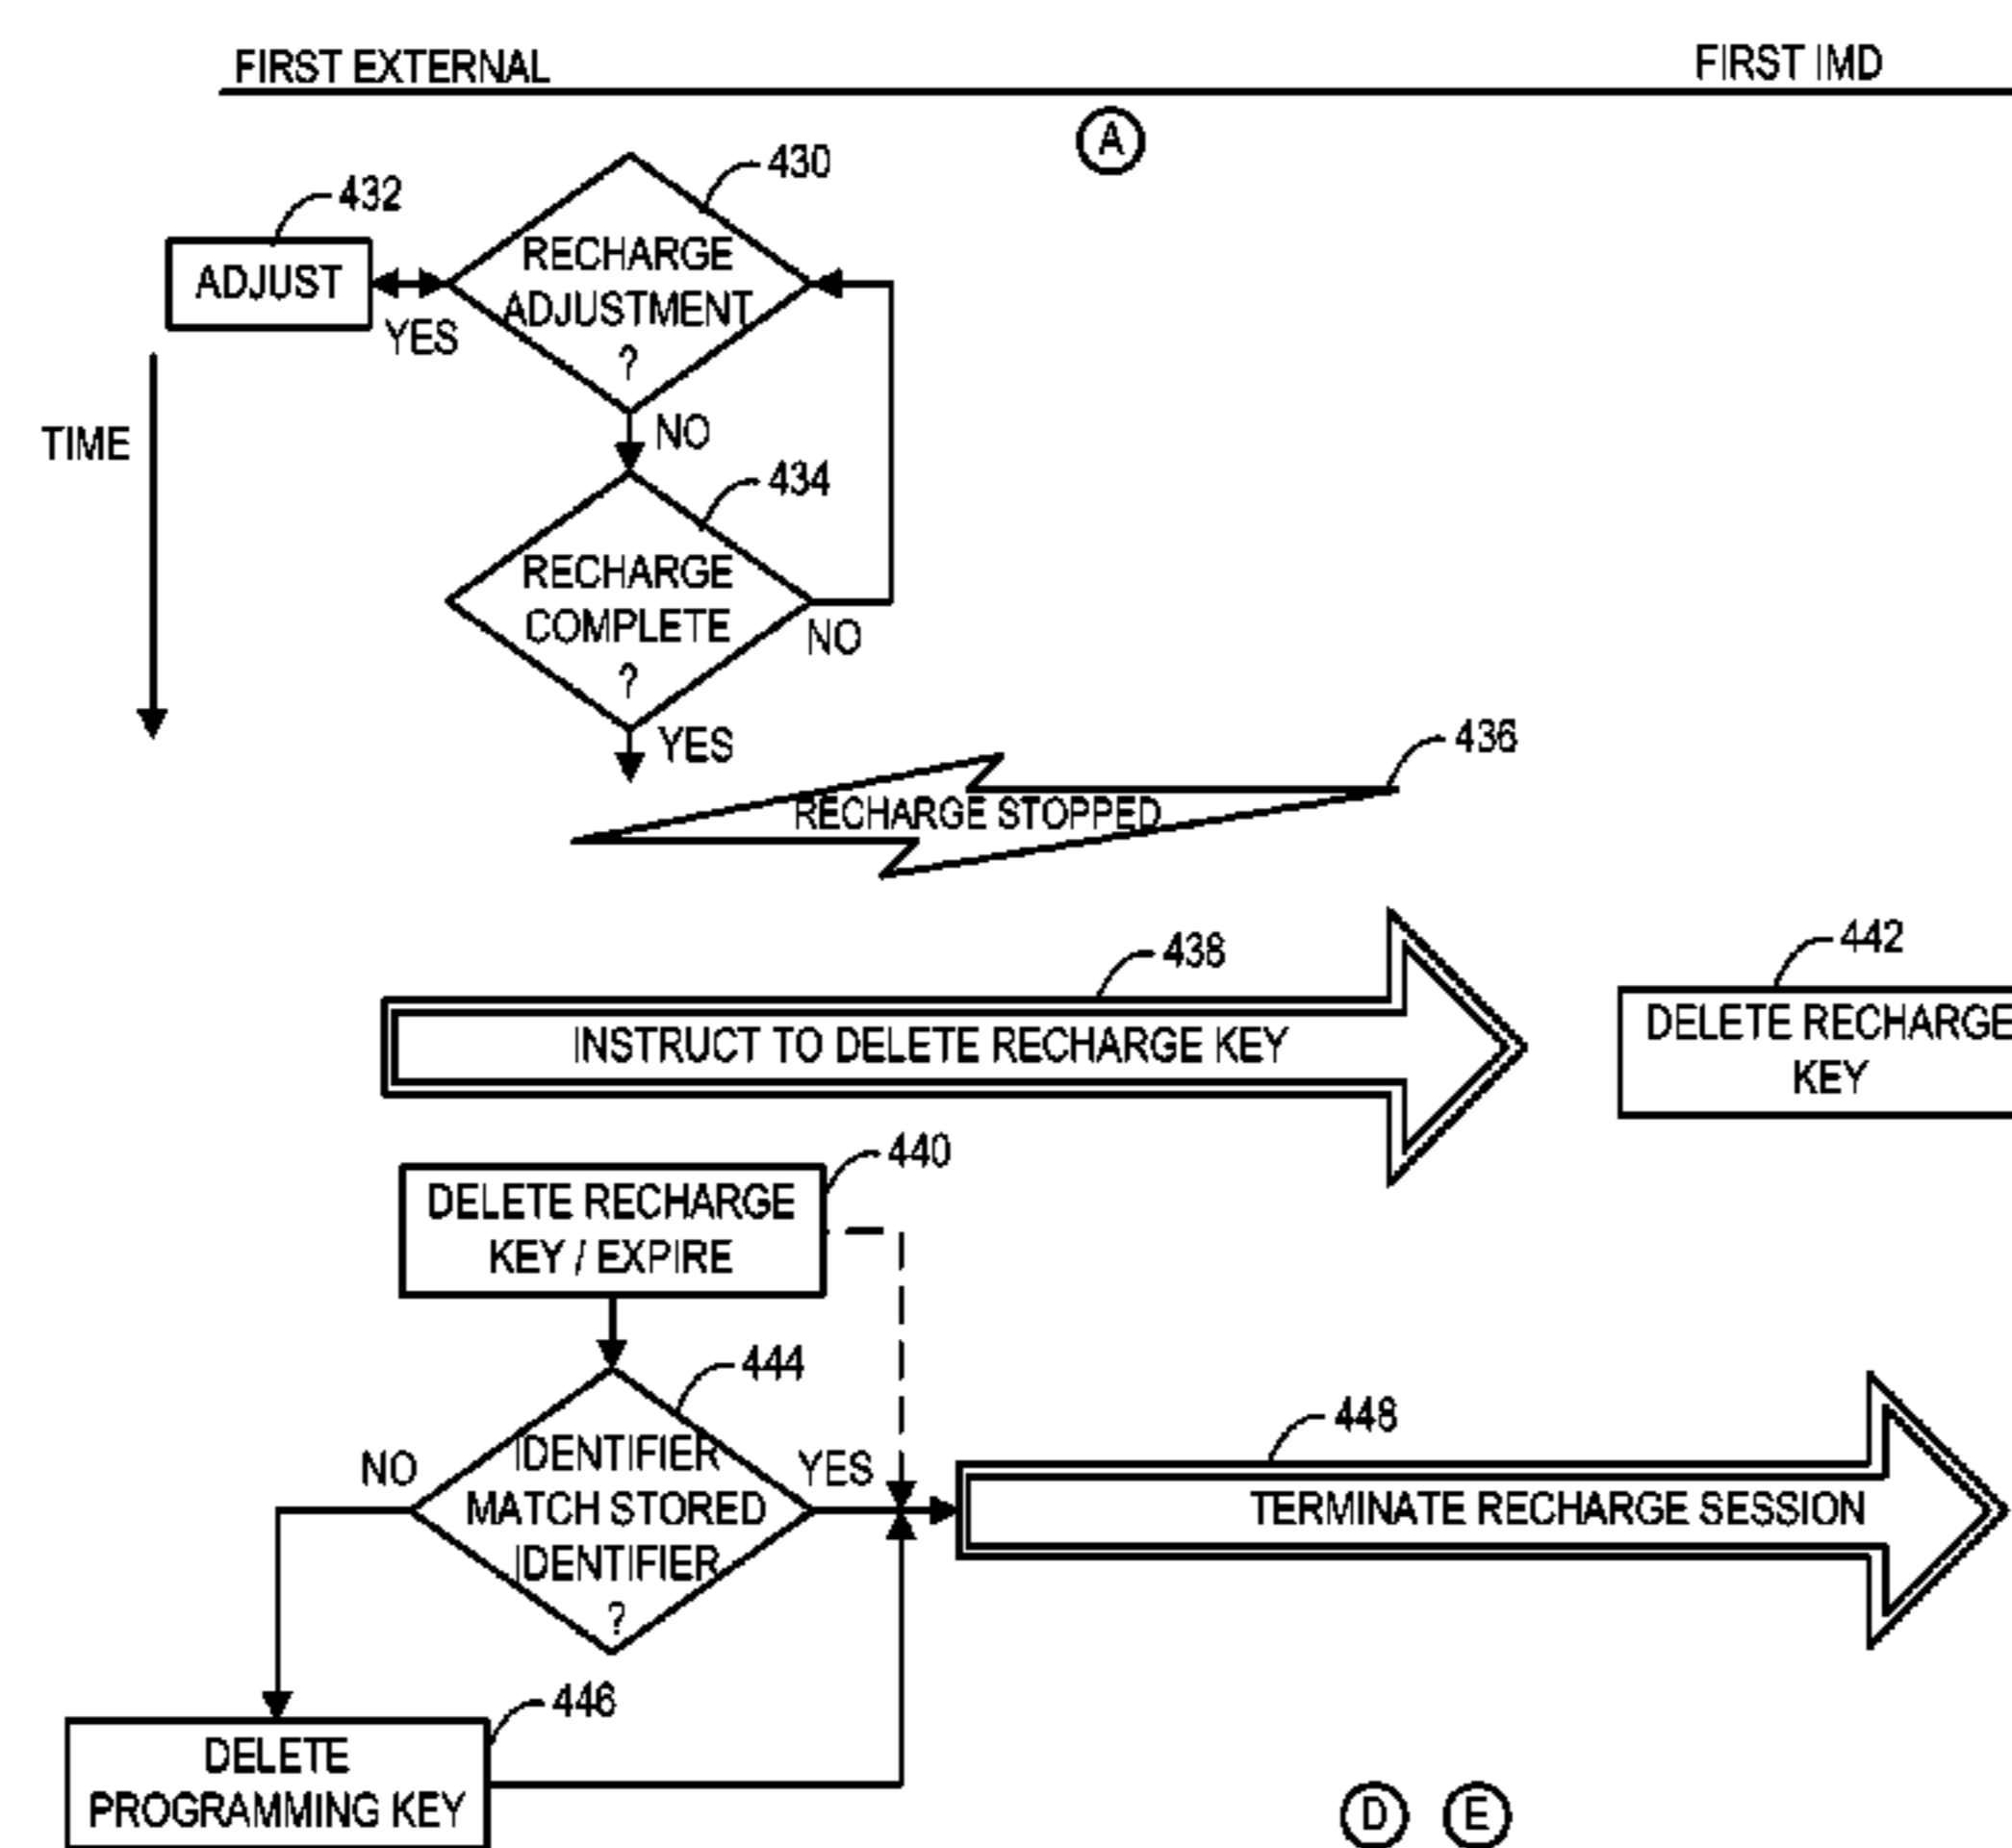 FIRST EXTERNAL
FIRST IMD
A
430
432
RECHARGE
ADJUSTMENT
?
ADJUST
YES
NO
TIME
434
RECHARGE
COMPLETE
?
NO
YES
436
RECHARGE STOPPED
438
442
INSTRUCT TO DELETE RECHARGE KEY
DELETE RECHARGE
KEY
440
DELETE RECHARGE
KEY / EXPIRE
444
448
NO
IDENTIFIER
MATCH STORED
IDENTIFIER
?
YES
TERMINATE RECHARGE SESSION
446
DELETE
PROGRAMMING KEY
D
E